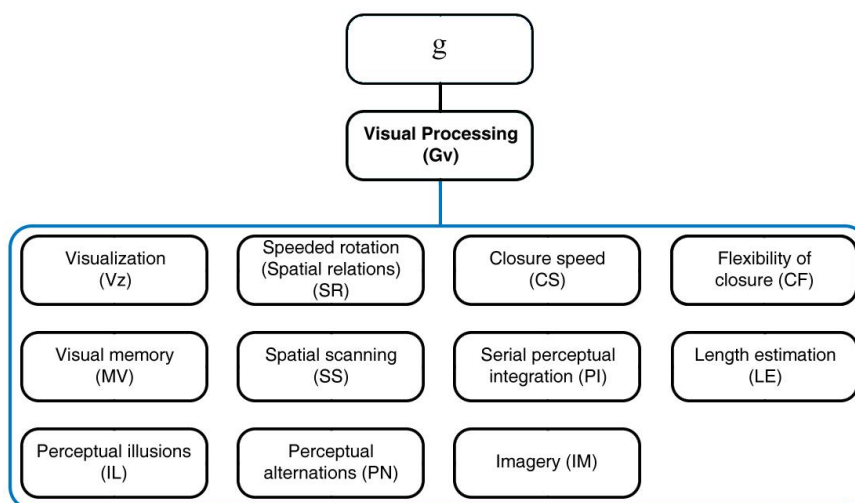 g
Visual Processing
(Gv)
Visualization
(Vz)
Speeded rotation
(Spatial relations)
(SR)
Closure speed
(CS)
Flexibility of
closure (CF)
Visual memory
(MV)
Spatial scanning
(SS)
Serial perceptual
integration (PI)
Length estimation
(LE)
Perceptual illusions
(IL)
Perceptual
alternations (PN)
Imagery (IM)